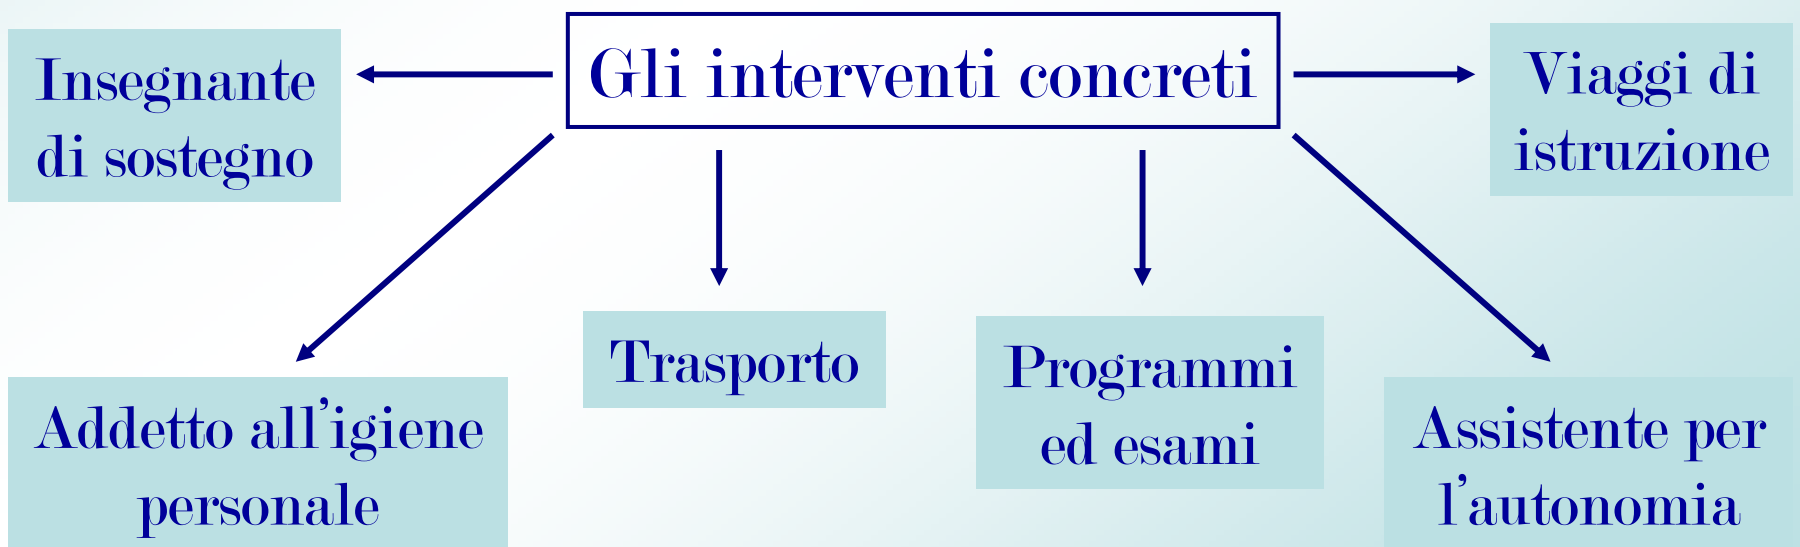 Gli interventi concreti
Insegnante
di sostegno
Viaggi di
istruzione
Addetto all’igiene
personale
Trasporto
Programmi
ed esami
Assistente per
l’autonomia